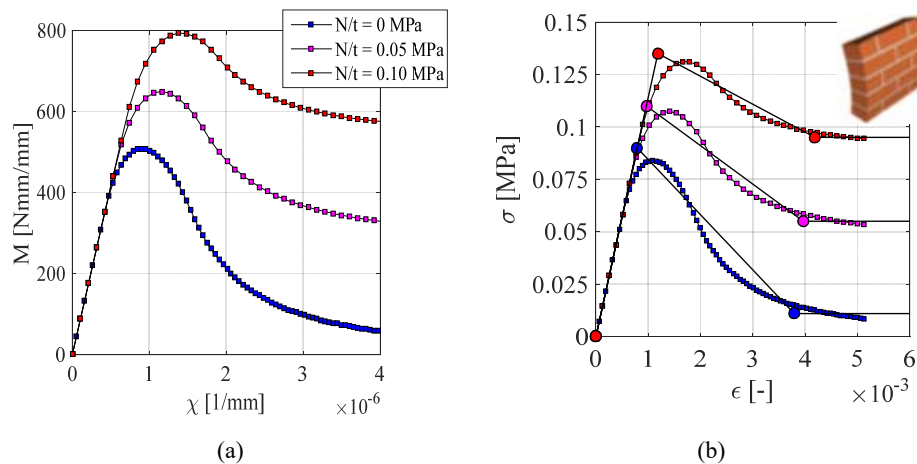 800
600
400
200
0
M [Nmm/mm]
0
1
2
3
4
χ [1/mm]
×10⁻⁶
N/t = 0 MPa
N/t = 0.05 MPa
N/t = 0.10 MPa
(a)
0.15
0.125
0.1
0.075
0.050
0.025
0
σ [MPa]
0
1
2
3
4
5
6
ϵ [-]
×10⁻³
(b)